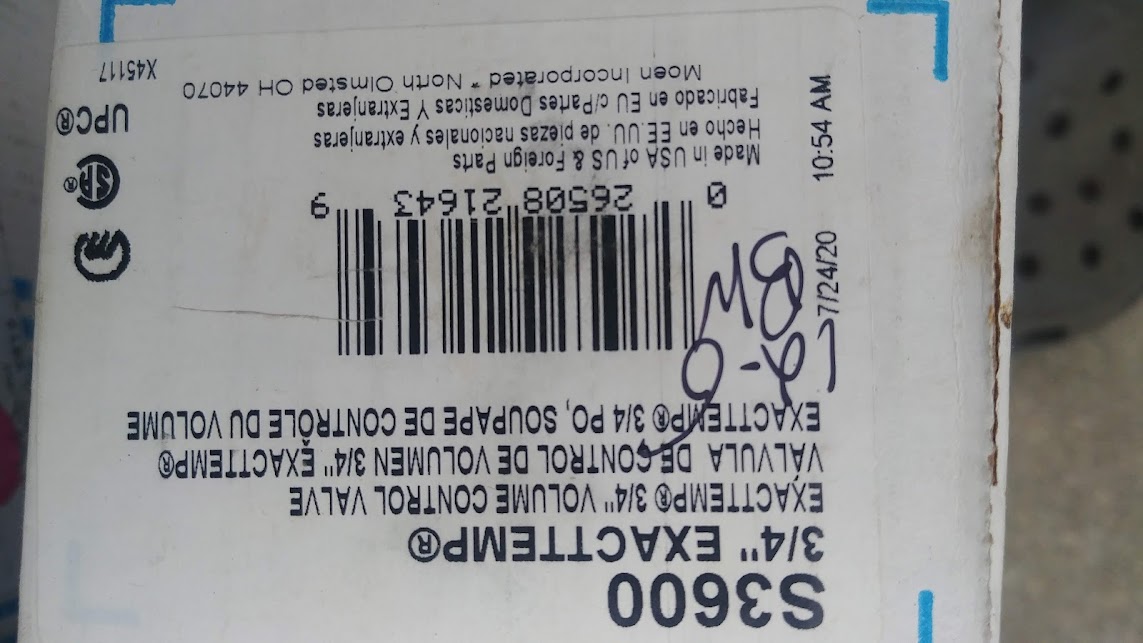 S3600
3/4" EXACTTEMP®
EXACTTEMP® 3/4" VOLUME CONTROL VALVE
VÁLVULA DE CONTROL DE VOLUMEN 3/4" EXACTTEMP®
EXACTTEMP® 3/4 PO, SOUPAPE DE CONTRÔLE DU VOLUME
0 26508 21643 9
Made in USA of US & Foreign Parts
Hecho en EE.UU. de piezas nacionales y extranjeras
Fabricado en EU c/Partes Domesticas Y Extranjeras
Moen Incorporated * North Olmsted OH 44070
X45117
UPC®
SA®
7/24/20 10:54 AM